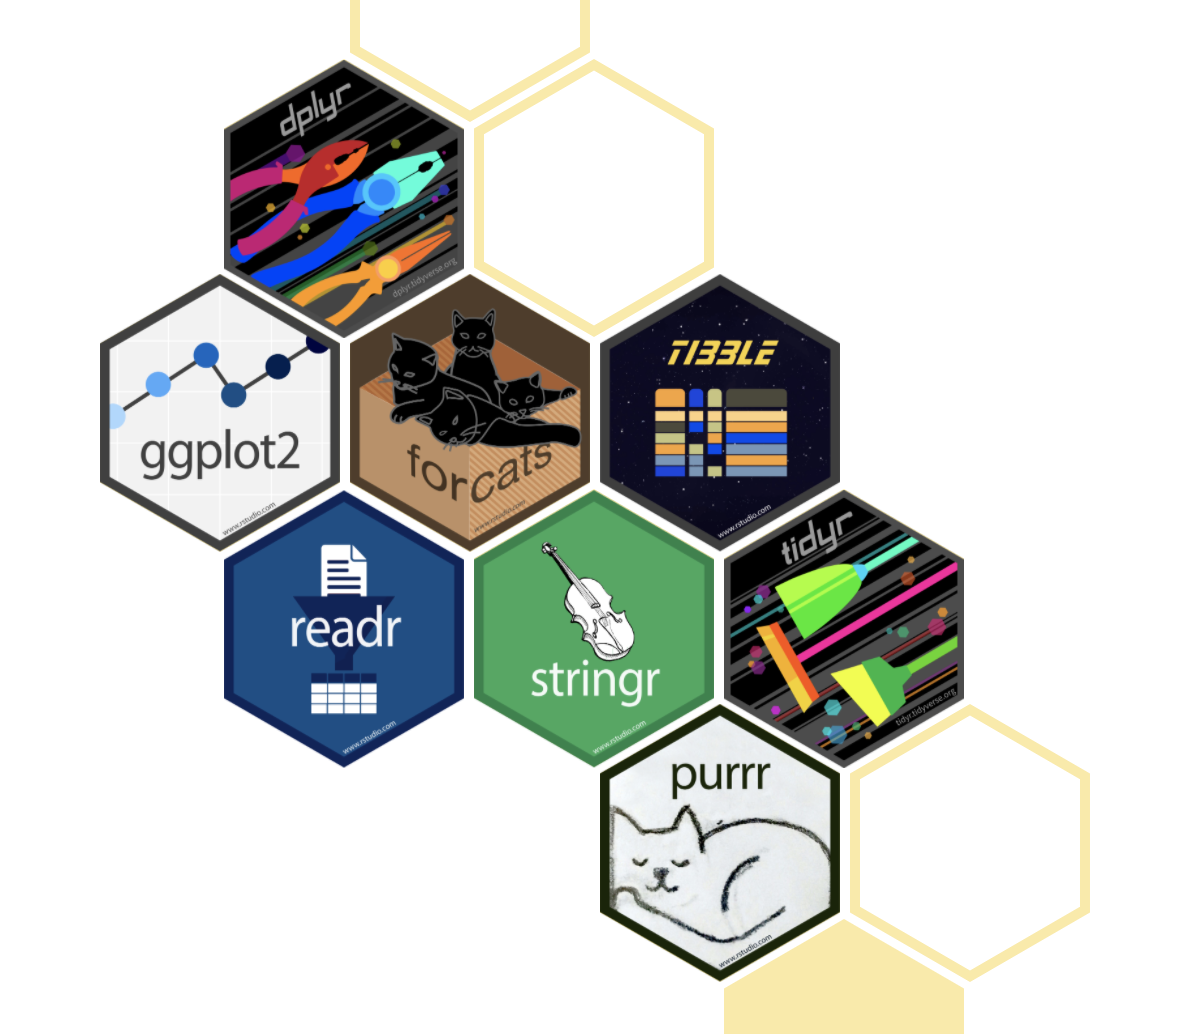 dplyr
dplyr.tidyverse.org
ggplot2
www.rstudio.com
forcats
www.rstudio.com
TIBBLE
www.rstudio.com
readr
www.rstudio.com
stringr
www.rstudio.com
tidyr
tidyr.tidyverse.org
purrr
www.rstudio.com